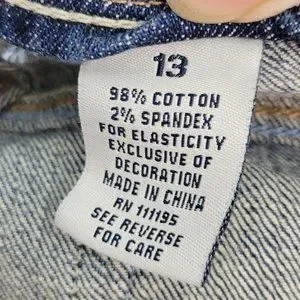 13
98% COTTON
2% SPANDEX
FOR ELASTICITY
EXCLUSIVE OF
DECORATION
MADE IN CHINA
RN 111195
SEE REVERSE
FOR CARE